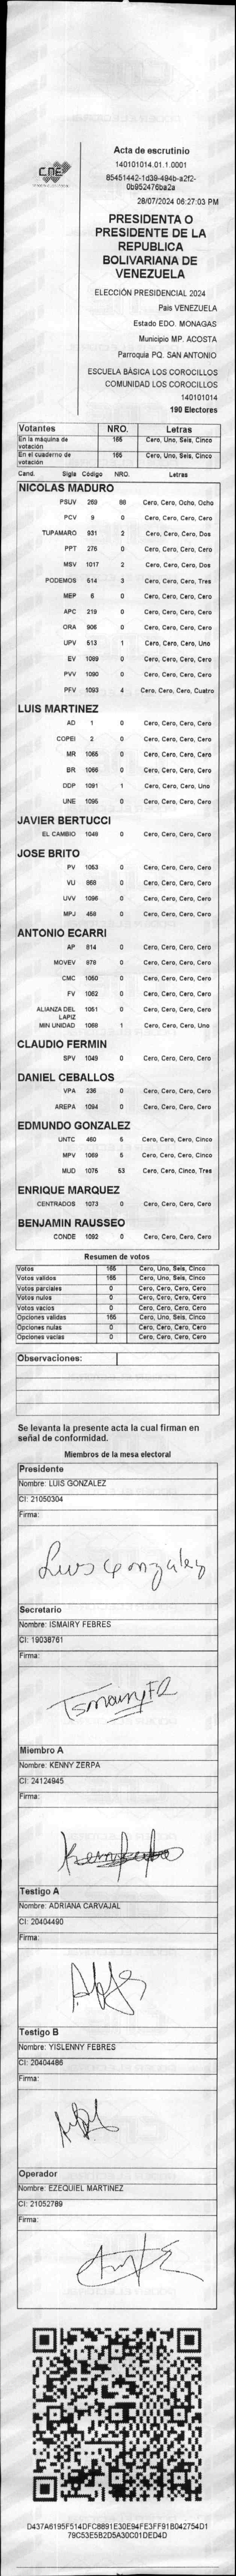 CNE
Acta de escrutinio
140101014.01.1.0001
85451442-1d39-494b-a2f2-
0b952476ba2a
28/07/2024 06:27:03 PM
PRESIDENTA O
PRESIDENTE DE LA
REPUBLICA
BOLIVARIANA DE
VENEZUELA
ELECCIÓN PRESIDENCIAL 2024
Pais VENEZUELA
Estado EDO. MONAGAS
Municipio MP. ACOSTA
Parroquia PQ. SAN ANTONIO
ESCUELA BÁSICA LOS COROCILLOS
COMUNIDAD LOS COROCILLOS
140101014
190 Electores
Votantes NRO. Letras
En la máquina de votación 165 Cero, Uno, Seis, Cinco
En el cuaderno de votación 165 Cero, Uno, Seis, Cinco
Cand. Sigla Código NRO. Letras
NICOLAS MADURO
PSUV 269 88 Cero, Cero, Ocho, Ocho
PCV 9 0 Cero, Cero, Cero, Cero
TUPAMARO 931 2 Cero, Cero, Cero, Dos
PPT 276 0 Cero, Cero, Cero, Cero
MSV 1017 2 Cero, Cero, Cero, Dos
PODEMOS 514 3 Cero, Cero, Cero, Tres
MEP 6 0 Cero, Cero, Cero, Cero
APC 219 0 Cero, Cero, Cero, Cero
ORA 906 0 Cero, Cero, Cero, Cero
UPV 513 1 Cero, Cero, Cero, Uno
EV 1089 0 Cero, Cero, Cero, Cero
PVV 1090 0 Cero, Cero, Cero, Cero
PFV 1093 4 Cero, Cero, Cero, Cuatro
LUIS MARTINEZ
AD 1 0 Cero, Cero, Cero, Cero
COPEI 2 0 Cero, Cero, Cero, Cero
MR 1065 0 Cero, Cero, Cero, Cero
BR 1066 0 Cero, Cero, Cero, Cero
DDP 1091 1 Cero, Cero, Cero, Uno
UNE 1095 0 Cero, Cero, Cero, Cero
JAVIER BERTUCCI
EL CAMBIO 1048 0 Cero, Cero, Cero, Cero
JOSE BRITO
PV 1053 0 Cero, Cero, Cero, Cero
VU 868 0 Cero, Cero, Cero, Cero
UVV 1096 0 Cero, Cero, Cero, Cero
MPJ 458 0 Cero, Cero, Cero, Cero
ANTONIO ECARRI
AP 814 0 Cero, Cero, Cero, Cero
MOVEV 879 0 Cero, Cero, Cero, Cero
CMC 1050 0 Cero, Cero, Cero, Cero
FV 1052 0 Cero, Cero, Cero, Cero
ALIANZA DEL LAPIZ 1051 0 Cero, Cero, Cero, Cero
MIN UNIDAD 1069 1 Cero, Cero, Cero, Uno
CLAUDIO FERMIN
SPV 1049 0 Cero, Cero, Cero, Cero
DANIEL CEBALLOS
VPA 236 0 Cero, Cero, Cero, Cero
AREPA 1094 0 Cero, Cero, Cero, Cero
EDMUNDO GONZALEZ
UNTC 460 5 Cero, Cero, Cero, Cinco
MPV 1069 5 Cero, Cero, Cero, Cinco
MUD 1075 53 Cero, Cero, Cinco, Tres
ENRIQUE MARQUEZ
CENTRADOS 1073 0 Cero, Cero, Cero, Cero
BENJAMIN RAUSSEO
CONDE 1092 0 Cero, Cero, Cero, Cero
Resumen de votos
Votos 165 Cero, Uno, Seis, Cinco
Votos validos 165 Cero, Uno, Seis, Cinco
Votos parciales 0 Cero, Cero, Cero, Cero
Votos nulos 0 Cero, Cero, Cero, Cero
Votos vacios 0 Cero, Cero, Cero, Cero
Opciones validas 165 Cero, Uno, Seis, Cinco
Opciones nulas 0 Cero, Cero, Cero, Cero
Opciones vacias 0 Cero, Cero, Cero, Cero
Observaciones:
Se levanta la presente acta la cual firman en
señal de conformidad.
Miembros de la mesa electoral
Presidente
Nombre: LUIS GONZALEZ
CI: 21050304
Firma:
Luis Gonzalez
Secretario
Nombre: ISMAIRY FEBRES
CI: 19038761
Firma:
Miembro A
Nombre: KENNY ZERPA
CI: 24124945
Firma:
Testigo A
Nombre: ADRIANA CARVAJAL
CI: 20404490
Firma:
Testigo B
Nombre: YISLENNY FEBRES
CI: 20404486
Firma:
Operador
Nombre: EZEQUIEL MARTINEZ
CI: 21052789
Firma:
D437A6195F514DFC8891E30E94FE3FF91B042754D1
79C53E5B2D5A30C01DED4D